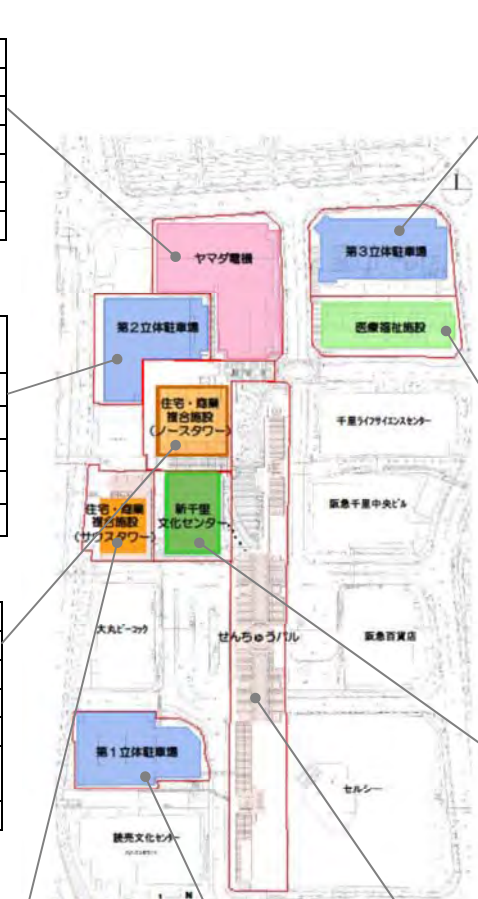 ヤマダ電機
第3立体駐車場
第2立体駐車場
医療福祉施設
住宅・商業
複合施設
(ノースタワー)
千里ライフサイエンスセンター
住宅・商業
複合施設
(サウスタワー)
新千里
文化センター
阪急千里中央ビル
大丸ピーコック
せんちゅうパル
阪急百貨店
第1立体駐車場
セルシー
読売文化センター
N